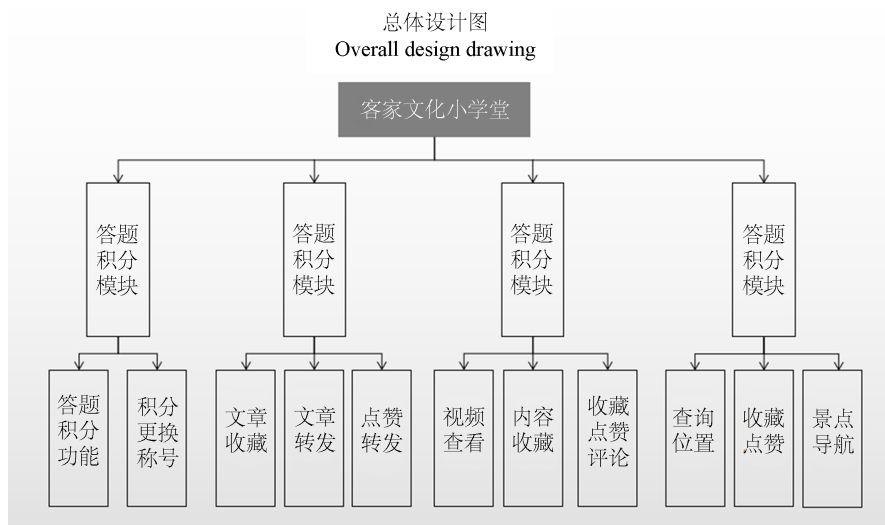 总体设计图
Overall design drawing
客家文化小学堂
答题
积分
模块
答题
积分
模块
答题
积分
模块
答题
积分
模块
答题
积分
功能
积分
更换
称号
文章
收藏
文章
转发
点赞
转发
视频
查看
内容
收藏
收藏
点赞
评论
查询
位置
收藏
点赞
景点
导航